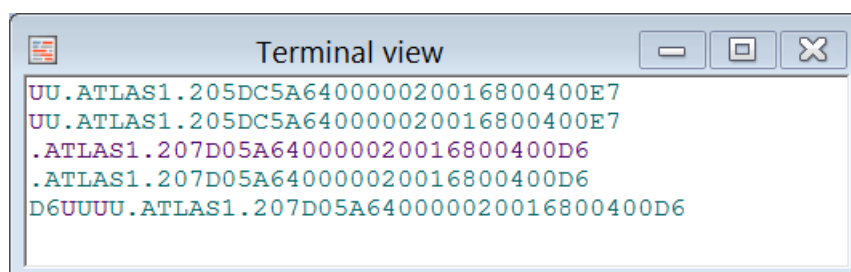 Terminal view
UU.ATLAS1.205DC5A640000020016800400E7
UU.ATLAS1.205DC5A640000020016800400E7
.ATLAS1.207D05A640000020016800400D6
.ATLAS1.207D05A640000020016800400D6
D6UUUU.ATLAS1.207D05A640000020016800400D6